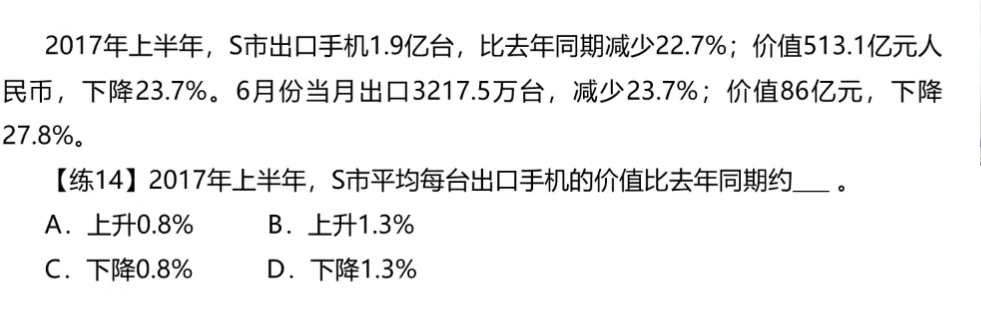 2017年上半年，S市出口手机1.9亿台，比去年同期减少22.7%；价值513.1亿元人
民币，下降23.7%。6月份当月出口3217.5万台，减少23.7%；价值86亿元，下降
27.8%。
【练14】2017年上半年，S市平均每台出口手机的价值比去年同期约___ 。
A．上升0.8% B．上升1.3%
C．下降0.8% D．下降1.3%